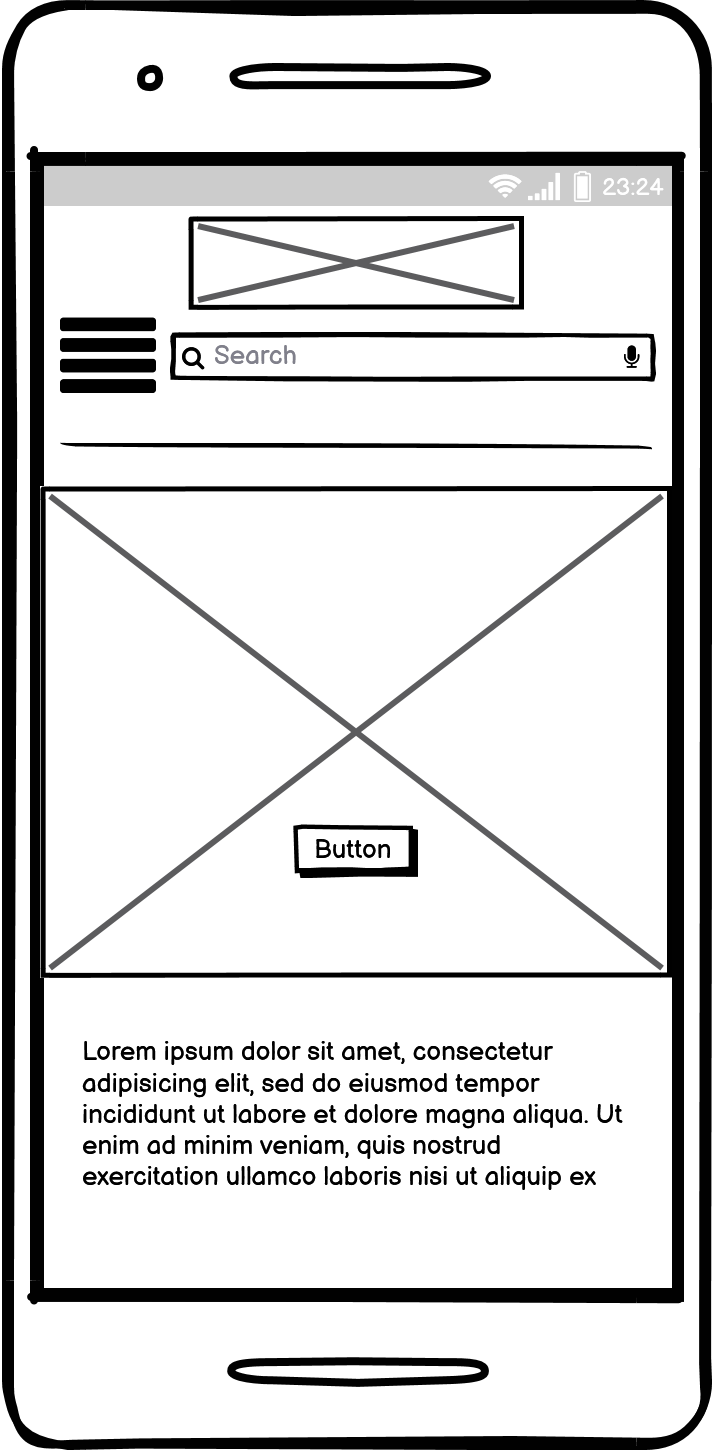 23:24
Search
Button
Lorem ipsum dolor sit amet, consectetur
adipisicing elit, sed do eiusmod tempor
incididunt ut labore et dolore magna aliqua. Ut
enim ad minim veniam, quis nostrud
exercitation ullamco laboris nisi ut aliquip ex